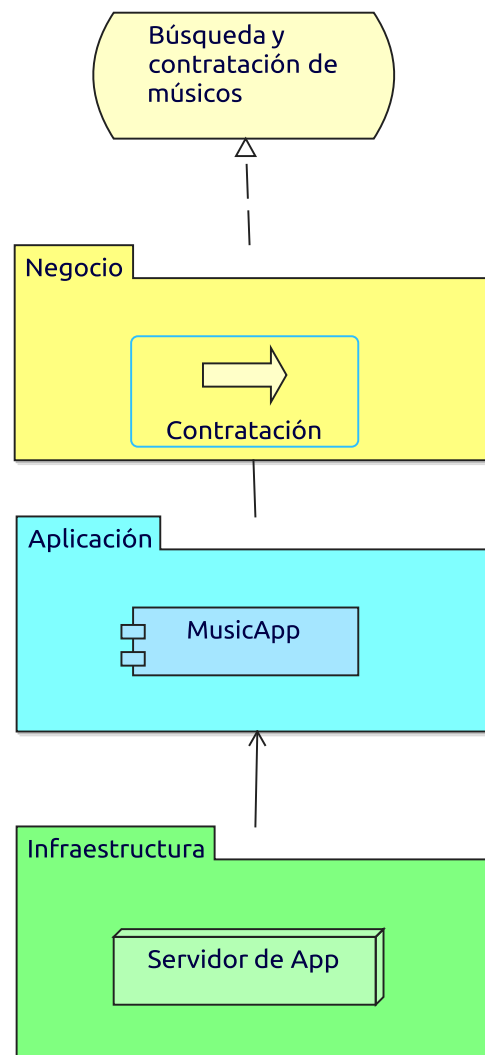 Búsqueda y
contratación de
músicos
Negocio
Contratación
Aplicación
MusicApp
Infraestructura
Servidor de App